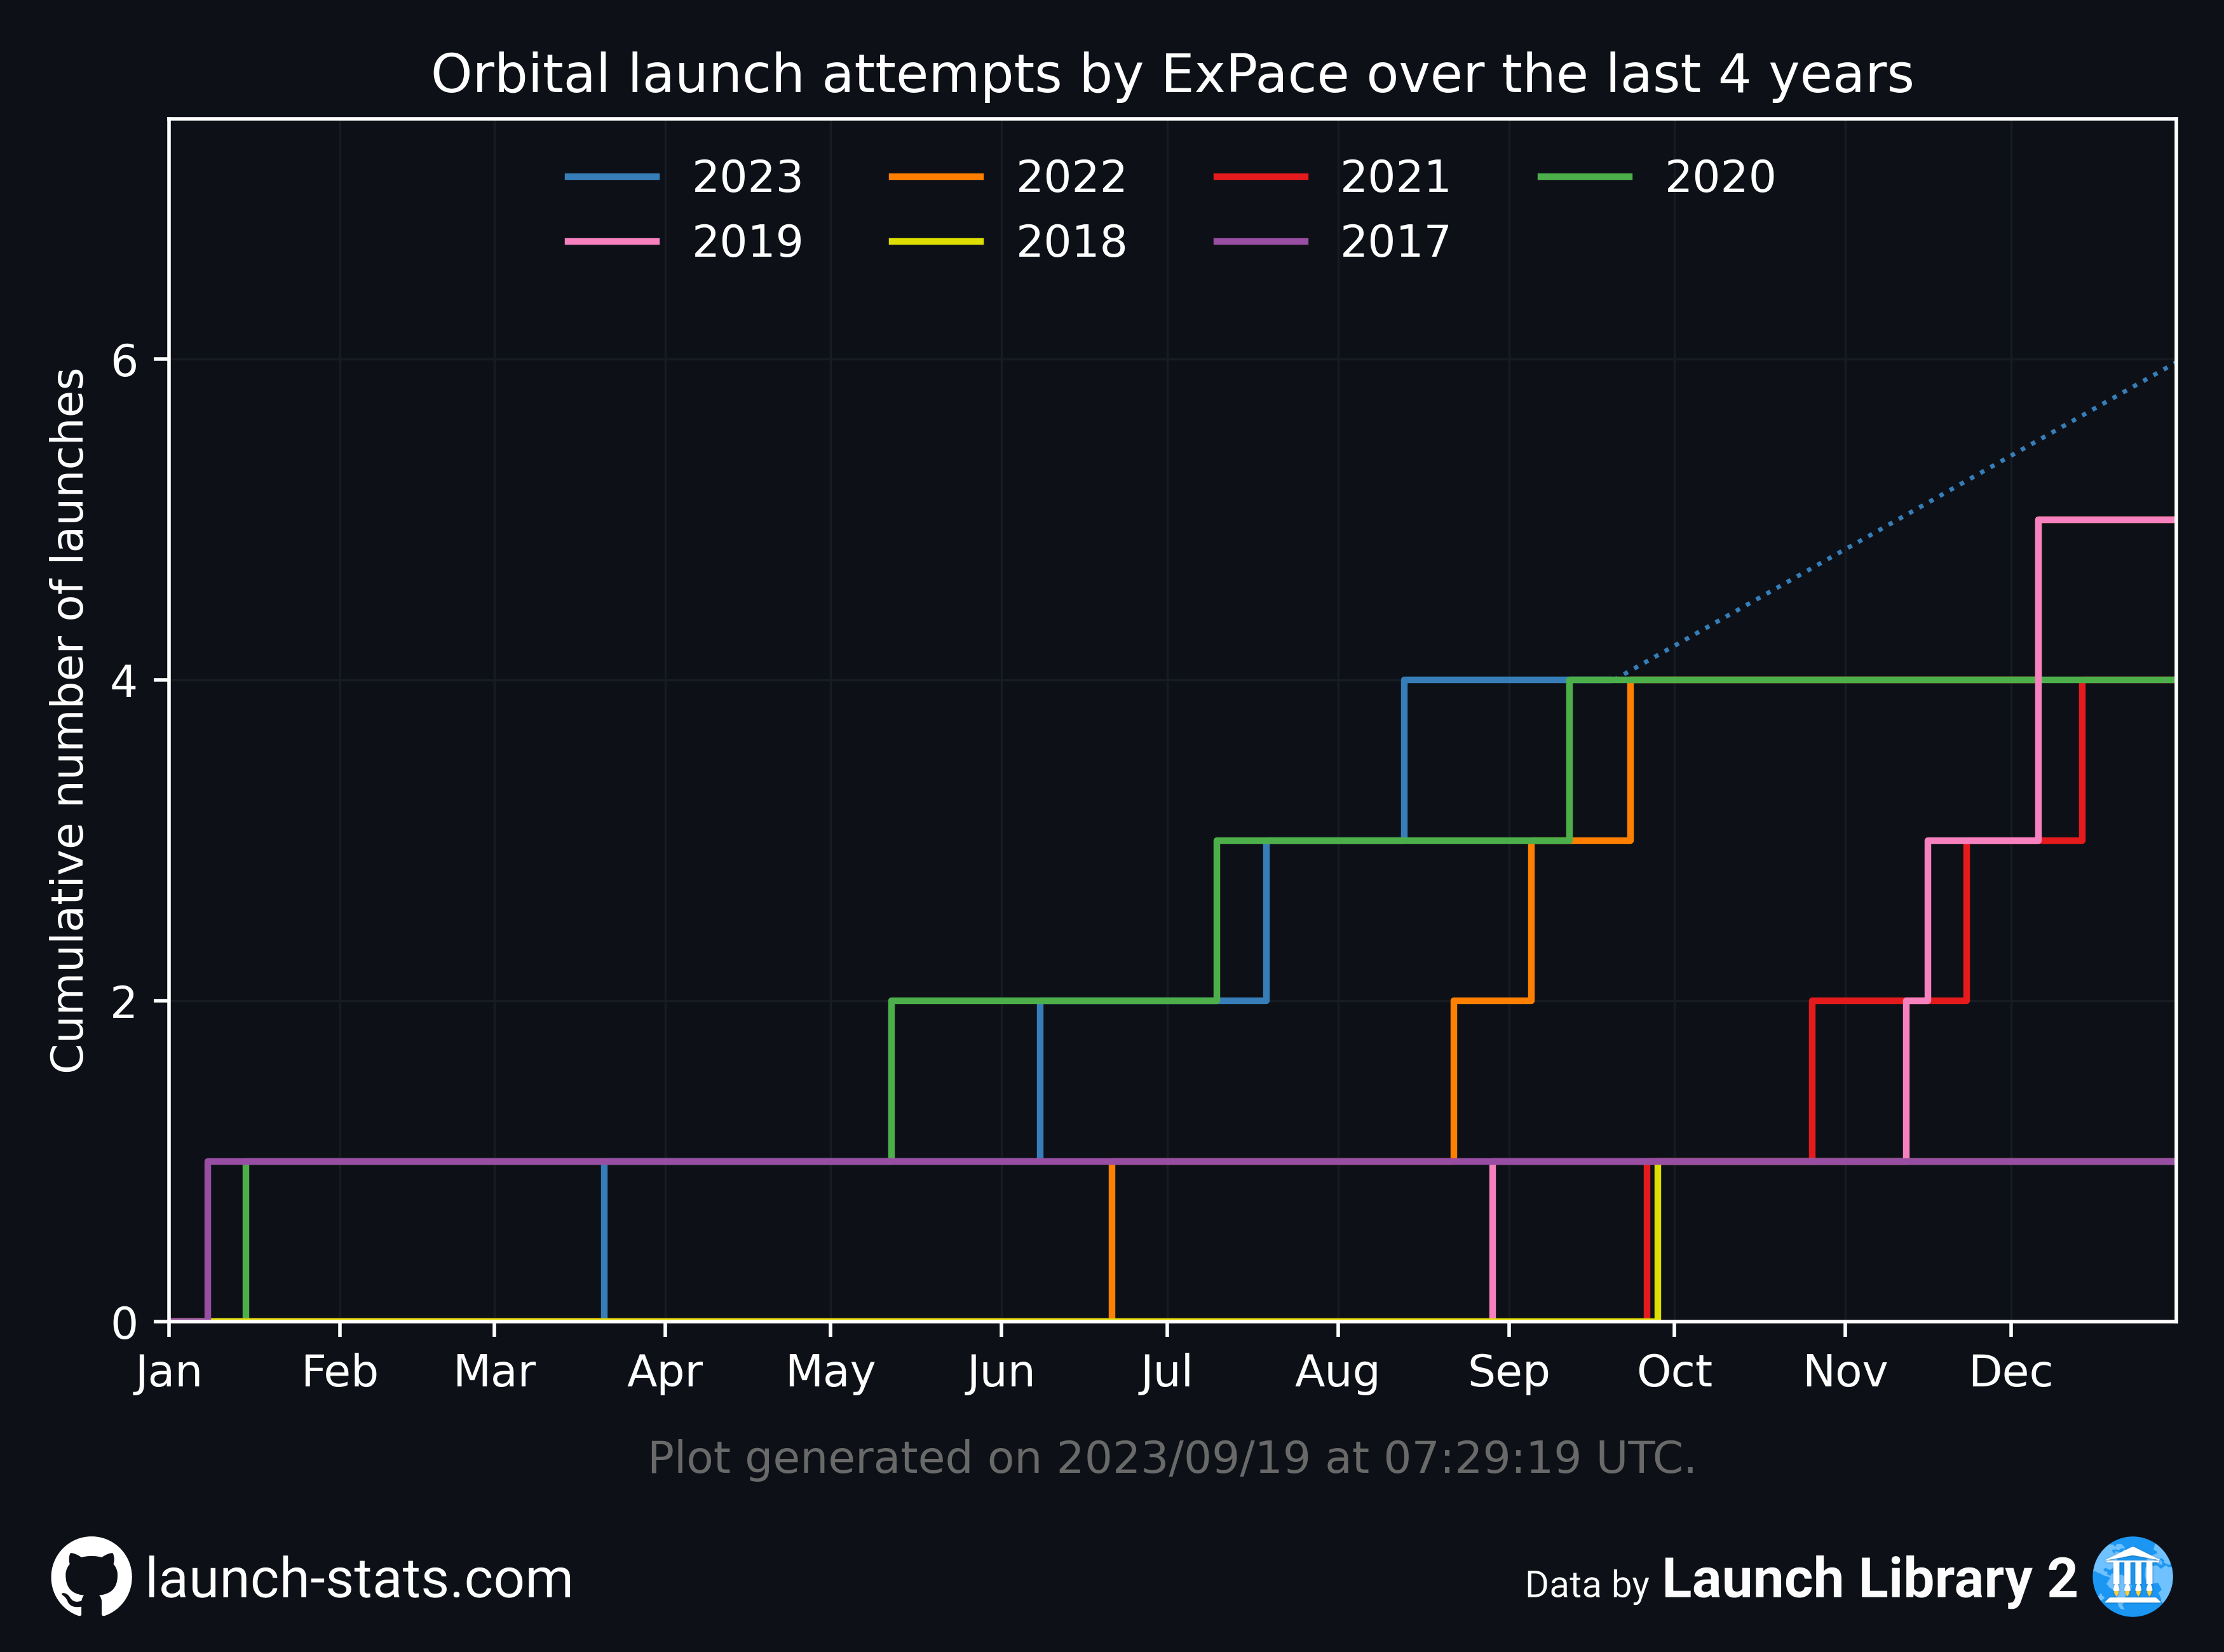 Orbital launch attempts by ExPace over the last 4 years
2023 2022 2021 2020
2019 2018 2017
Cumulative number of launches
6
4
2
0
Jan Feb Mar Apr May Jun Jul Aug Sep Oct Nov Dec
Plot generated on 2023/09/19 at 07:29:19 UTC.
launch-stats.com
Data by Launch Library 2